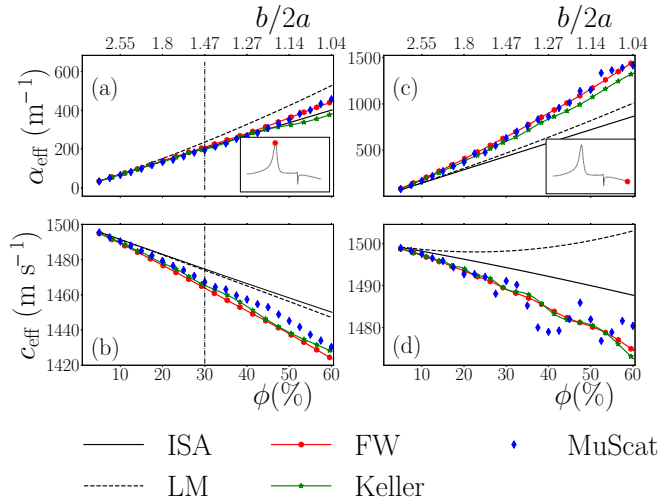 b/2a b/2a
2.55 1.8 1.47 1.27 1.14 1.04 2.55 1.8 1.47 1.27 1.14 1.04
α_eff (m⁻¹)
600
400
200
0
(a)
1500
1000
500
(c)
c_eff (m s⁻¹)
1500
1480
1460
1440
1420
(b)
1500
1480
(d)
10 20 30 40 50 60 10 20 30 40 50 60
ϕ(%) ϕ(%)
ISA FW MuScat
LM Keller